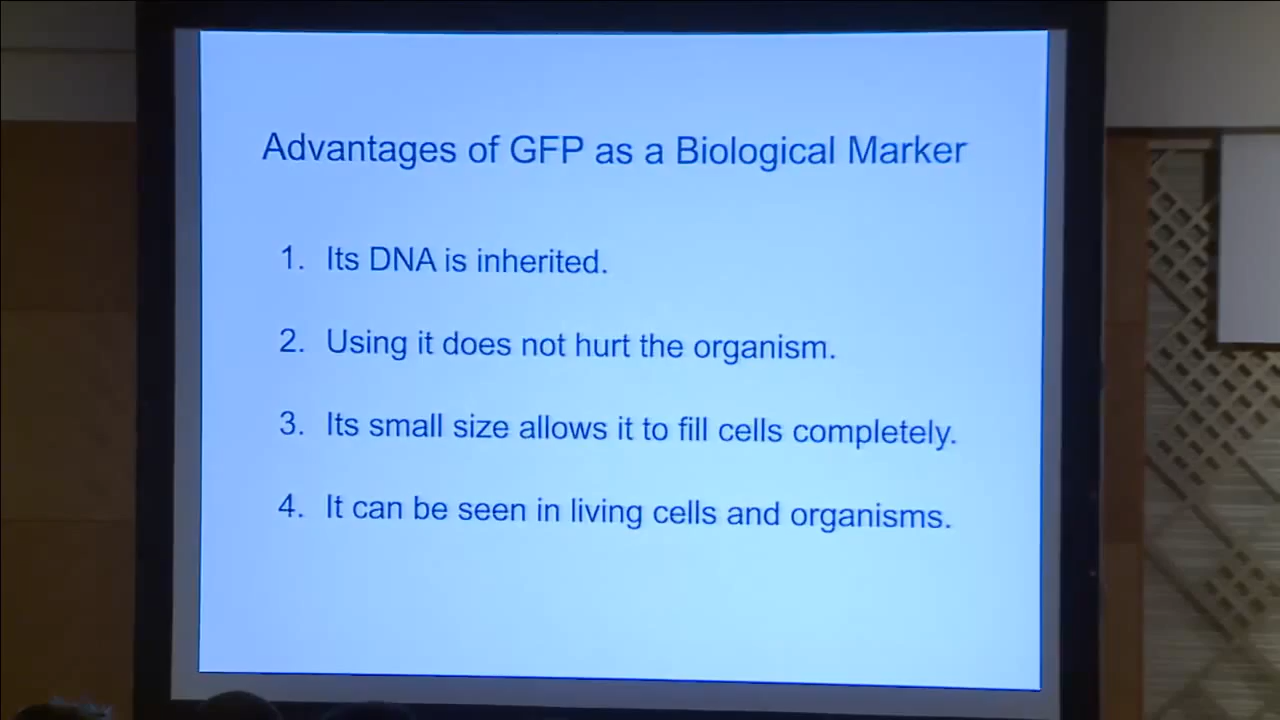 Advantages of GFP as a Biological Marker
1. Its DNA is inherited.
2. Using it does not hurt the organism.
3. Its small size allows it to fill cells completely.
4. It can be seen in living cells and organisms.